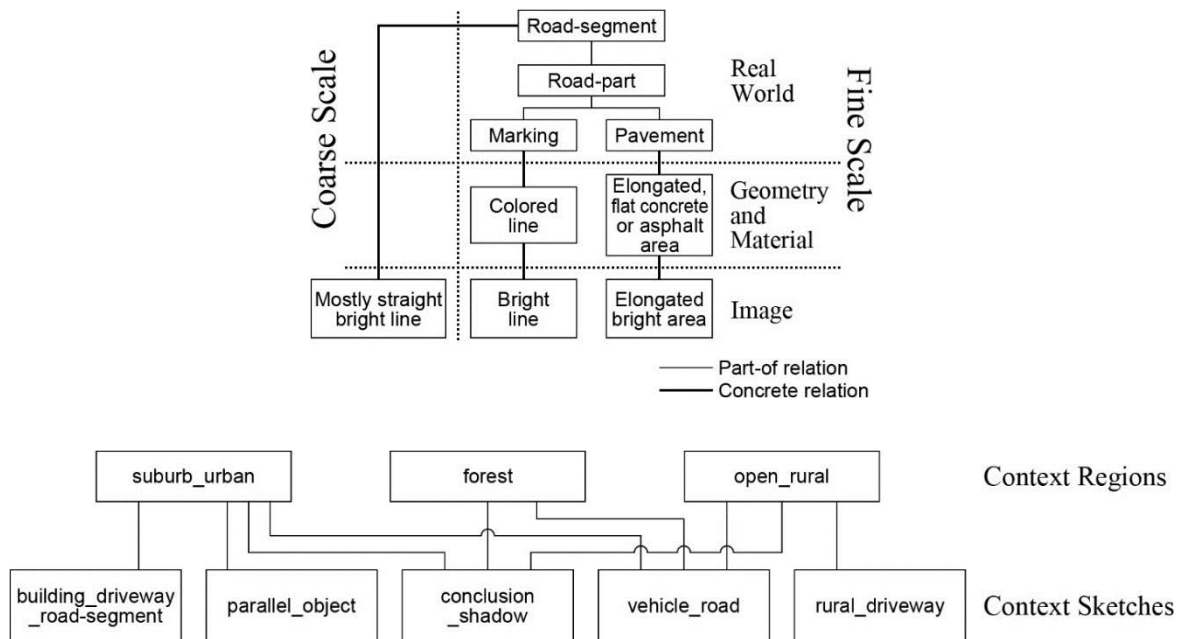 Road-segment
Coarse Scale
Road-part
Real
World
Fine Scale
Marking
Pavement
Colored
line
Elongated,
flat concrete
or asphalt
area
Geometry
and
Material
Mostly straight
bright line
Bright
line
Elongated
bright area
Image
Part-of relation
Concrete relation
suburb_urban
forest
open_rural
Context Regions
building_driveway
_road-segment
parallel_object
conclusion
_shadow
vehicle_road
rural_driveway
Context Sketches